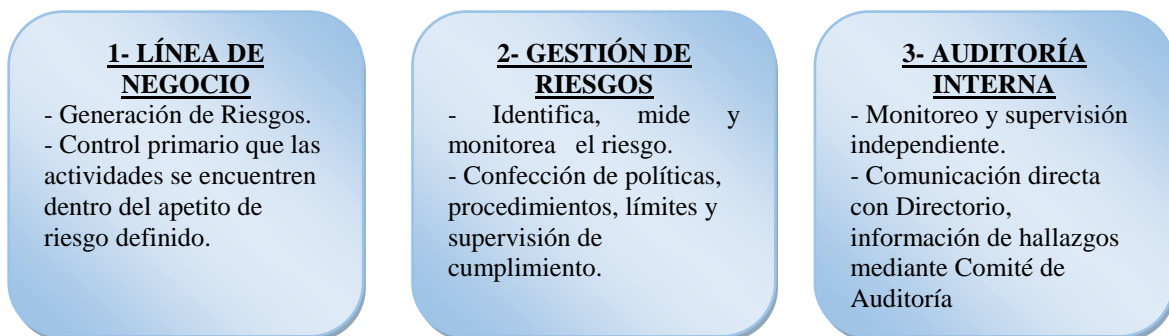 1- LÍNEA DE
NEGOCIO
- Generación de Riesgos.
- Control primario que las
actividades se encuentren
dentro del apetito de
riesgo definido.
2- GESTIÓN DE
RIESGOS
- Identifica, mide y
monitorea el riesgo.
- Confección de políticas,
procedimientos, límites y
supervisión de
cumplimiento.
3- AUDITORÍA
INTERNA
- Monitoreo y supervisión
independiente.
- Comunicación directa
con Directorio,
información de hallazgos
mediante Comité de
Auditoría